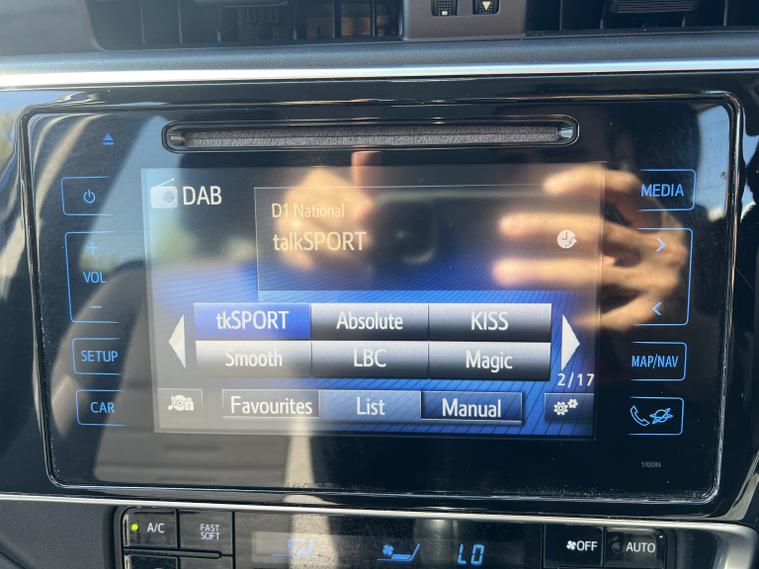 DAB
D1 National
talkSPORT
MEDIA
+
VOL
−
SETUP
CAR
MAP/NAV
tkSPORT Absolute KISS
Smooth LBC Magic
2/17
Favourites List Manual
510086
A/C FAST SOFT LO OFF AUTO